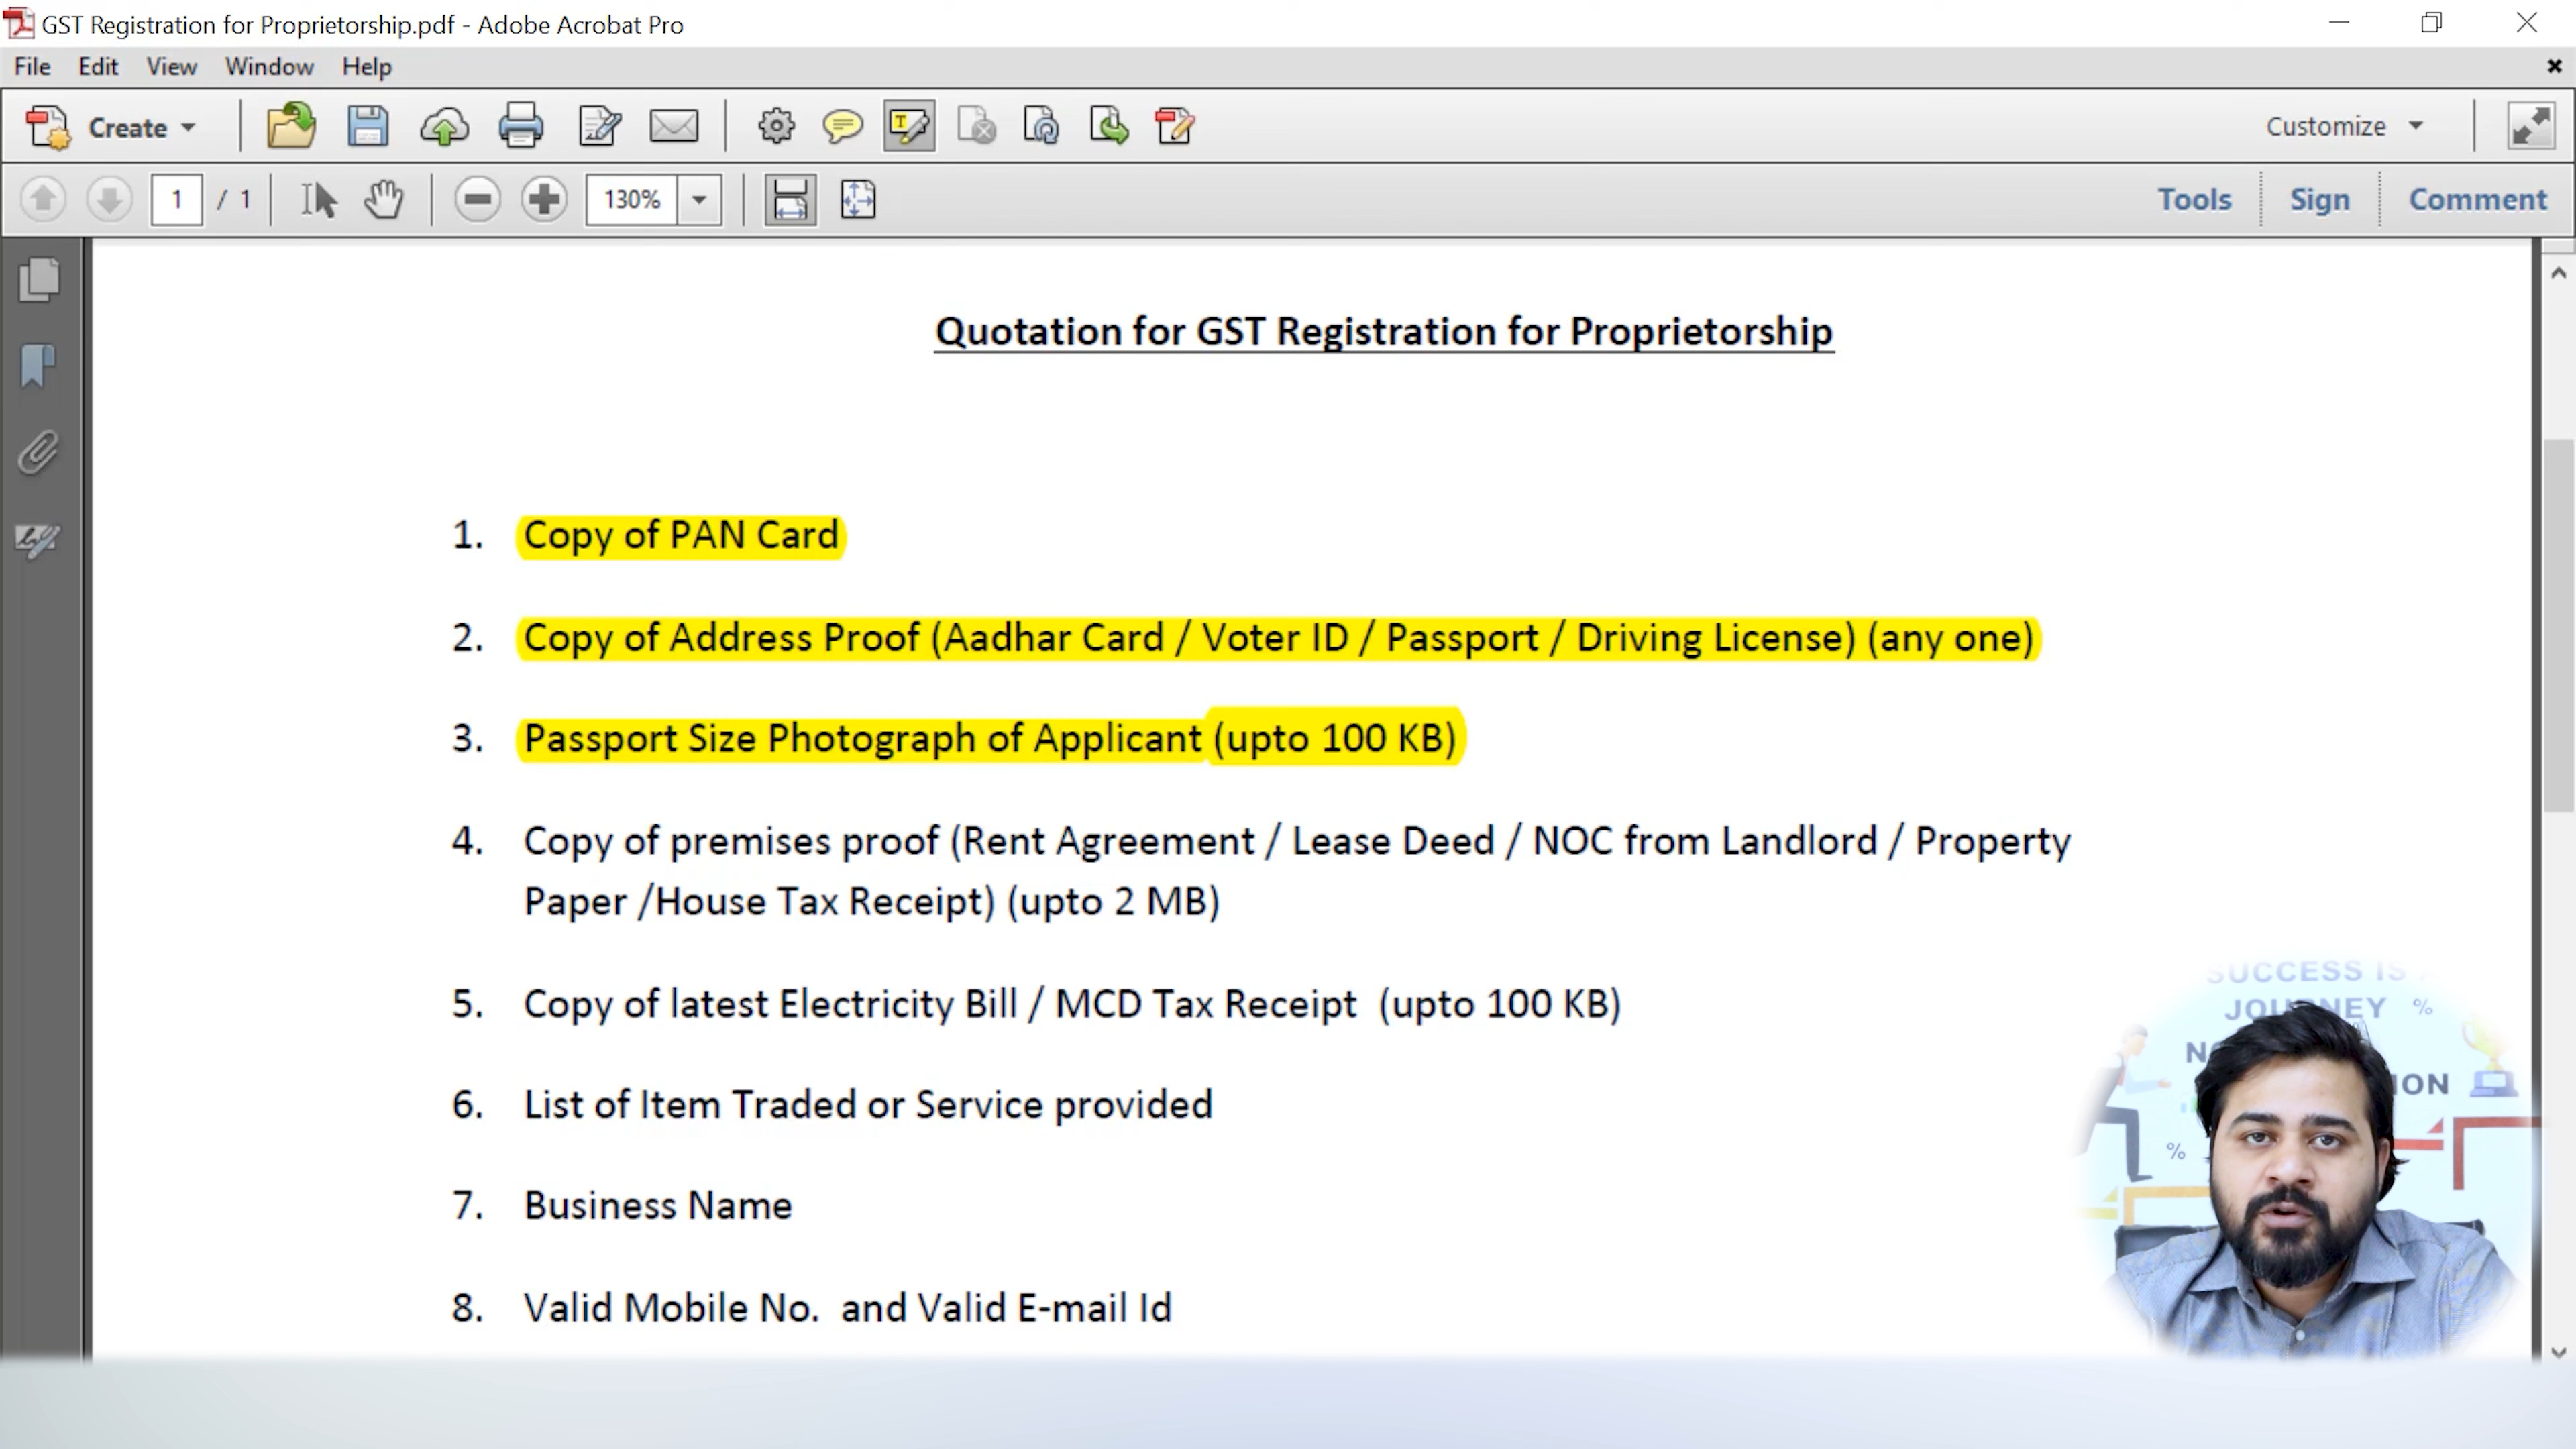 GST Registration for Proprietorship.pdf - Adobe Acrobat Pro
File Edit View Window Help
Create Customize
1 / 1 130% Tools Sign Comment
Quotation for GST Registration for Proprietorship
1. Copy of PAN Card
2. Copy of Address Proof (Aadhar Card / Voter ID / Passport / Driving License) (any one)
3. Passport Size Photograph of Applicant (upto 100 KB)
4. Copy of premises proof (Rent Agreement / Lease Deed / NOC from Landlord / Property
Paper /House Tax Receipt) (upto 2 MB)
5. Copy of latest Electricity Bill / MCD Tax Receipt (upto 100 KB)
6. List of Item Traded or Service provided
7. Business Name
8. Valid Mobile No. and Valid E-mail Id
SUCCESS IS
JOURNEY %
%